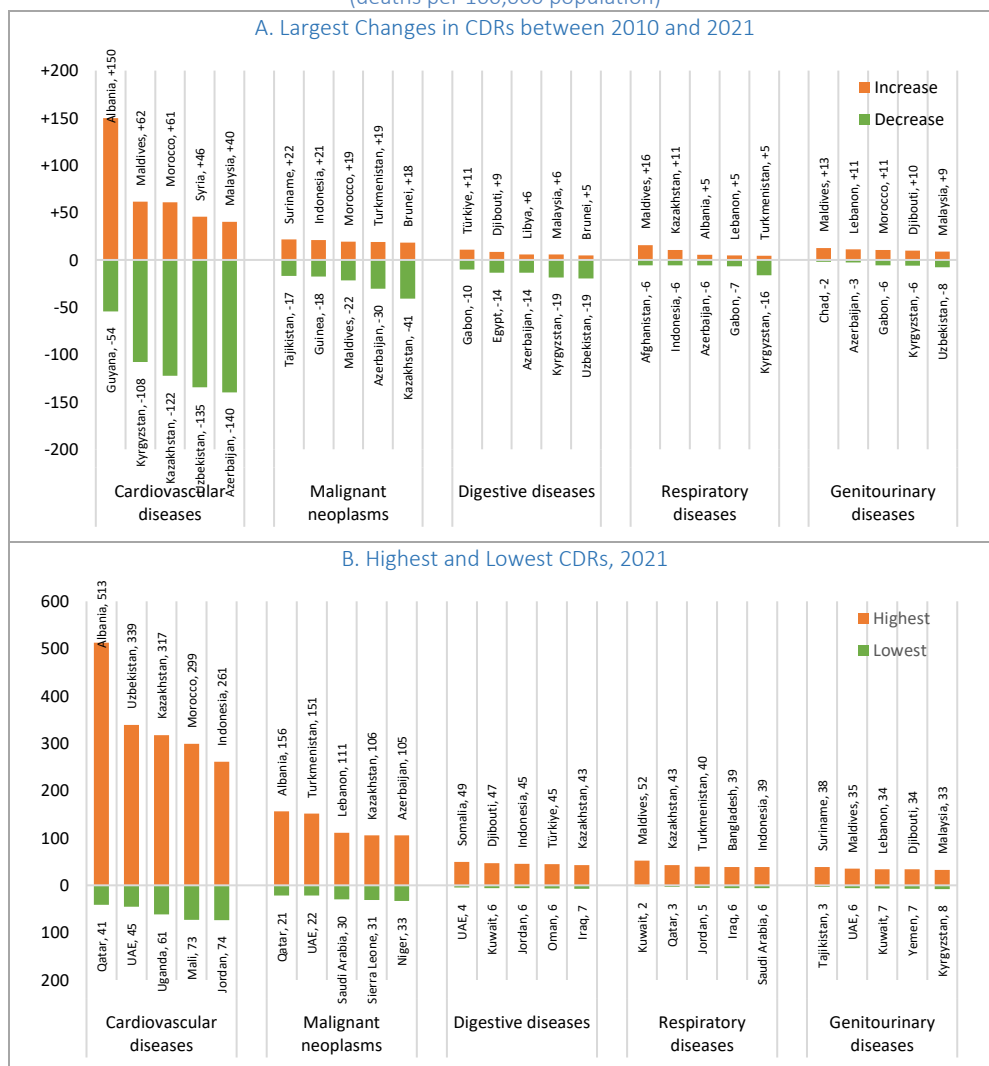 (deaths per 100,000 population)
A. Largest Changes in CDRs between 2010 and 2021
+200
+150
+100
+50
0
-50
-100
-150
-200
Increase
Decrease
Albania, +150
Maldives, +62
Morocco, +61
Syria, +46
Malaysia, +40
Suriname, +22
Indonesia, +21
Morocco, +19
Turkmenistan, +19
Brunei, +18
Türkiye, +11
Djibouti, +9
Libya, +6
Malaysia, +6
Brunei, +5
Maldives, +16
Kazakhstan, +11
Albania, +5
Lebanon, +5
Turkmenistan, +5
Maldives, +13
Lebanon, +11
Morocco, +11
Djibouti, +10
Malaysia, +9
Guyana, -54
Kyrgyzstan, -108
Kazakhstan, -122
Uzbekistan, -135
Azerbaijan, -140
Tajikistan, -17
Guinea, -18
Maldives, -22
Azerbaijan, -30
Kazakhstan, -41
Gabon, -10
Egypt, -14
Azerbaijan, -14
Kyrgyzstan, -19
Uzbekistan, -19
Afghanistan, -6
Indonesia, -6
Azerbaijan, -6
Gabon, -7
Kyrgyzstan, -16
Chad, -2
Azerbaijan, -3
Gabon, -6
Kyrgyzstan, -6
Uzbekistan, -8
Cardiovascular
diseases
Malignant
neoplasms
Digestive diseases
Respiratory
diseases
Genitourinary
diseases
B. Highest and Lowest CDRs, 2021
600
500
400
300
200
100
0
100
200
Highest
Lowest
Albania, 513
Uzbekistan, 339
Kazakhstan, 317
Morocco, 299
Indonesia, 261
Albania, 156
Turkmenistan, 151
Lebanon, 111
Kazakhstan, 106
Azerbaijan, 105
Somalia, 49
Djibouti, 47
Indonesia, 45
Türkiye, 45
Kazakhstan, 43
Maldives, 52
Kazakhstan, 43
Turkmenistan, 40
Bangladesh, 39
Indonesia, 39
Suriname, 38
Maldives, 35
Lebanon, 34
Djibouti, 34
Malaysia, 33
Qatar, 41
UAE, 45
Uganda, 61
Mali, 73
Jordan, 74
Qatar, 21
UAE, 22
Saudi Arabia, 30
Sierra Leone, 31
Niger, 33
UAE, 4
Kuwait, 6
Jordan, 6
Oman, 6
Iraq, 7
Kuwait, 2
Qatar, 3
Jordan, 5
Iraq, 6
Saudi Arabia, 6
Tajikistan, 3
UAE, 6
Kuwait, 7
Yemen, 7
Kyrgyzstan, 8
Cardiovascular
diseases
Malignant
neoplasms
Digestive diseases
Respiratory
diseases
Genitourinary
diseases